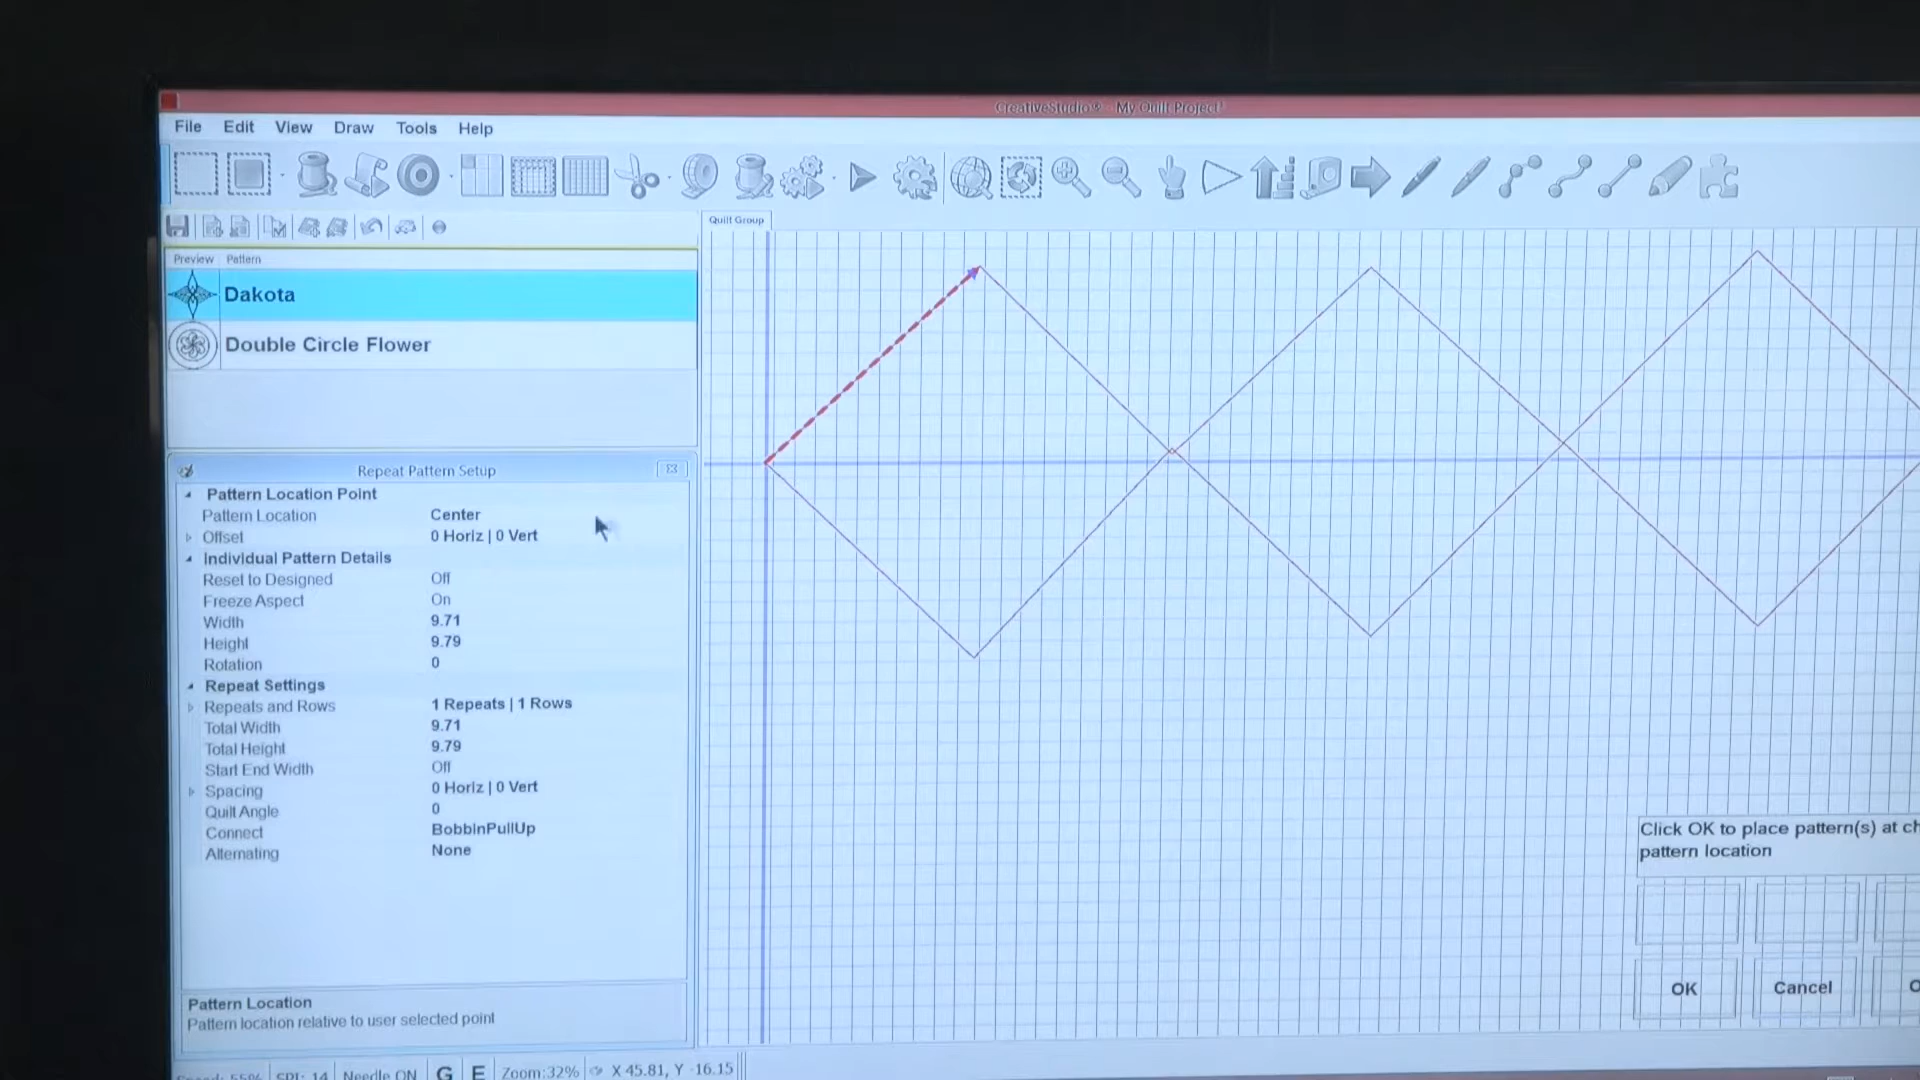 CreativeStudio® - My Quilt Project*
File Edit View Draw Tools Help
Quilt Group
Preview Pattern
Dakota
Double Circle Flower
Repeat Pattern Setup
Pattern Location Point
Pattern Location Center
Offset 0 Horiz | 0 Vert
Individual Pattern Details
Reset to Designed Off
Freeze Aspect On
Width 9.71
Height 9.79
Rotation 0
Repeat Settings
Repeats and Rows 1 Repeats | 1 Rows
Total Width 9.71
Total Height 9.79
Start End Width Off
Spacing 0 Horiz | 0 Vert
Quilt Angle 0
Connect BobbinPullUp
Alternating None
Click OK to place pattern(s) at ch
pattern location
OK Cancel
Pattern Location
Pattern location relative to user selected point
Speed: 55% SPI: 14 Needle ON G E Zoom:32% X 45.81, Y -16.15